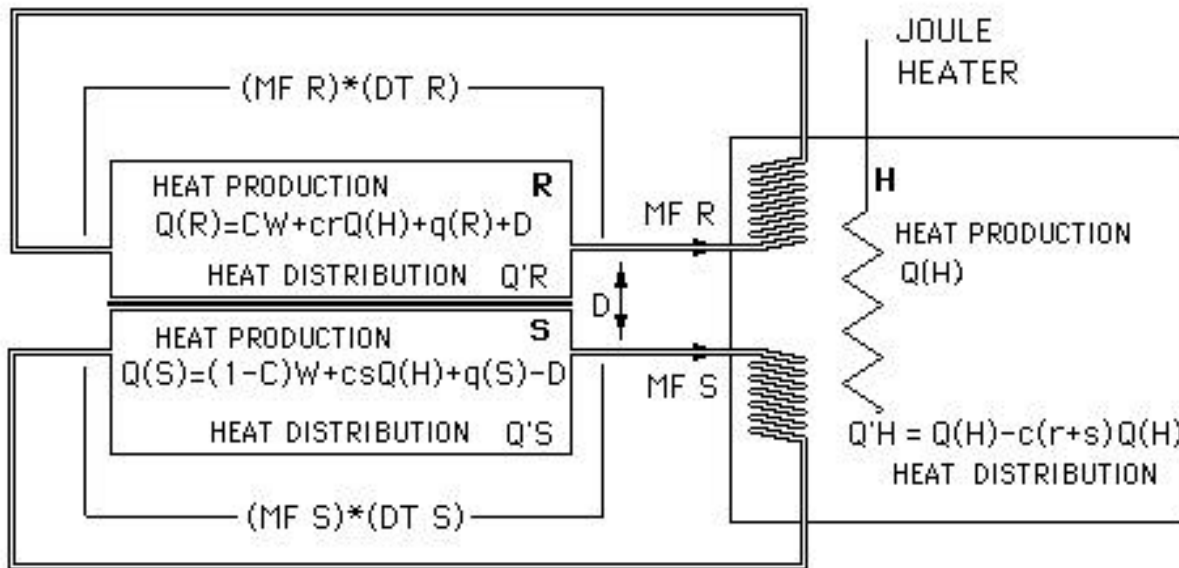 JOULE
HEATER
(MF R)*(DT R)
HEAT PRODUCTION R
Q(R)=CW+crQ(H)+q(R)+D
HEAT DISTRIBUTION Q'R
MF R
H
HEAT PRODUCTION
Q(H)
D
HEAT PRODUCTION S
Q(S)=(1-C)W+csQ(H)+q(S)-D
HEAT DISTRIBUTION Q'S
MF S
Q'H = Q(H)-c(r+s)Q(H)
HEAT DISTRIBUTION
(MF S)*(DT S)